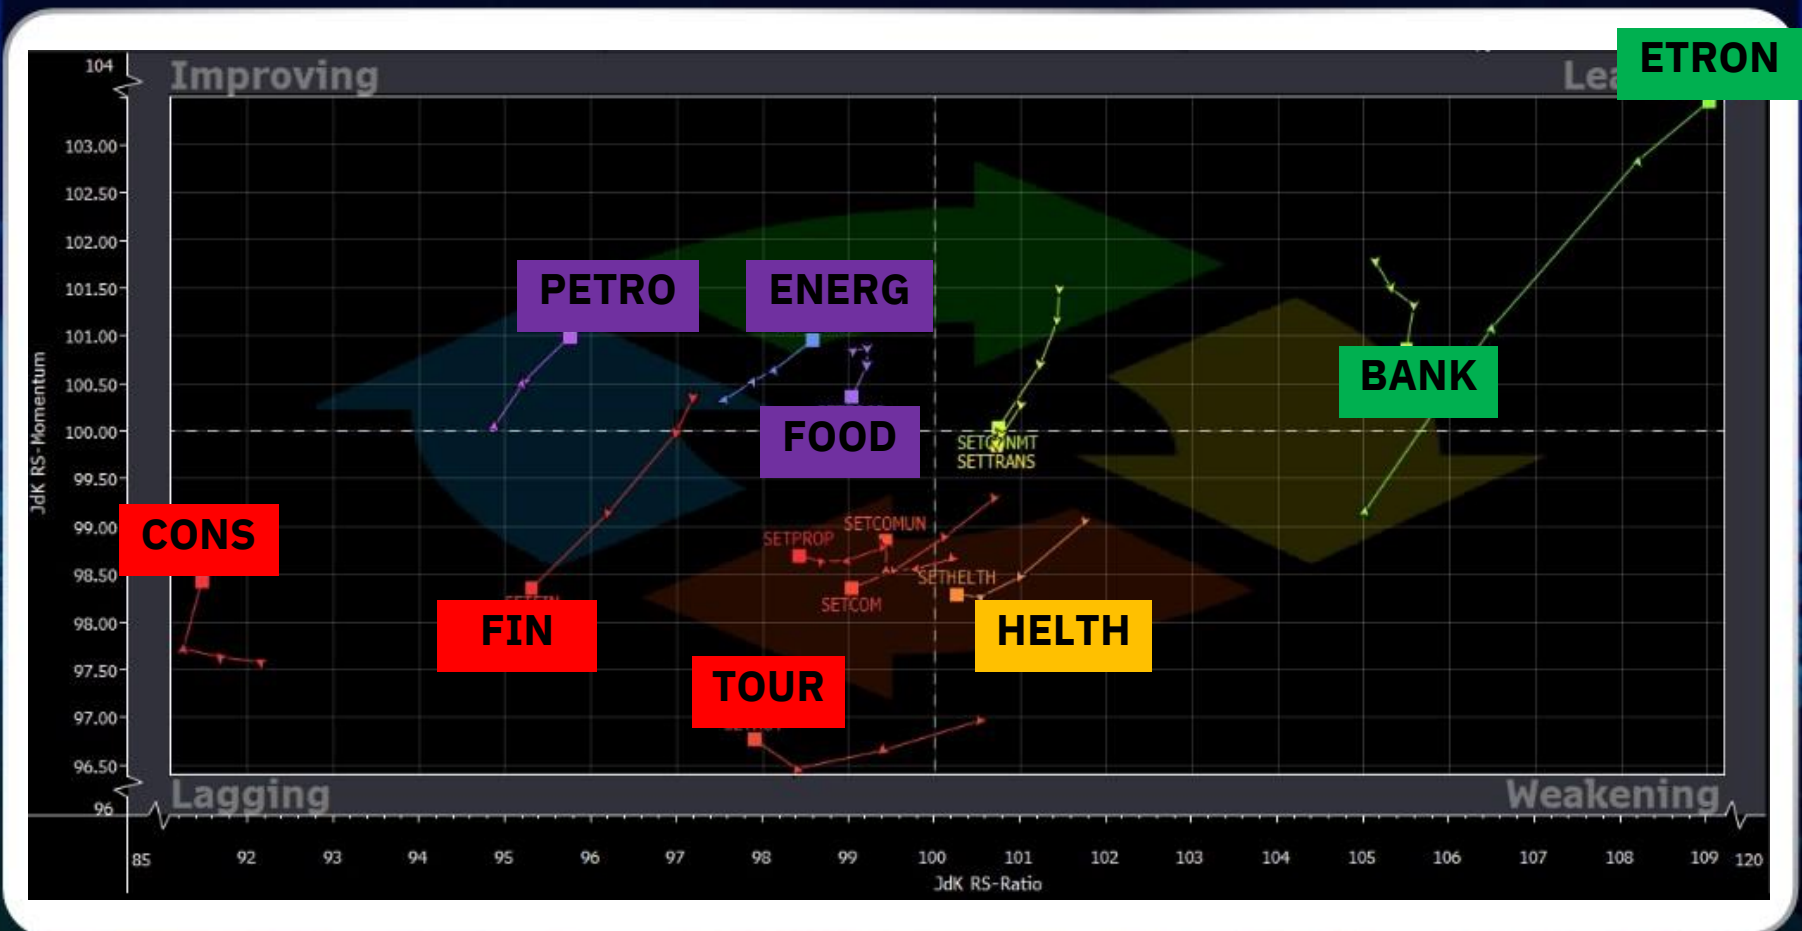 ETRON
104
Improving
Lea
103.00
102.50
102.00
101.50
PETRO
ENERG
101.00
100.50
BANK
100.00
FOOD
SETCONMT
SETTRANS
99.50
99.00
CONS
SETCOMUN
SETPROP
98.50
SETHELTH
SETCOM
98.00
FIN
HELTH
97.50
TOUR
97.00
96.50
JdK RS-Momentum
Lagging
Weakening
96
85 92 93 94 95 96 97 98 99 100 101 102 103 104 105 106 107 108 109 120
JdK RS-Ratio